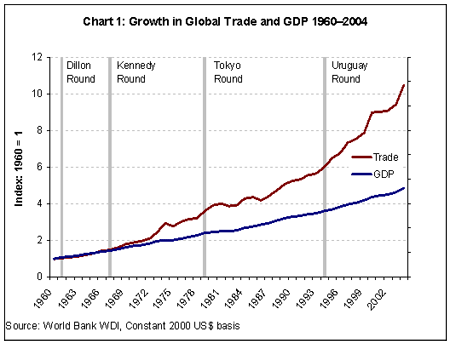 Chart 1: Growth in Global Trade and GDP 1960–2004
Dillon Round
Kennedy Round
Tokyo Round
Uruguay Round
Index: 1960 = 1
12
10
8
6
4
2
0
Trade
GDP
1960
1963
1966
1969
1972
1975
1978
1981
1984
1987
1990
1993
1996
1999
2002
Source: World Bank WDI, Constant 2000 US$ basis